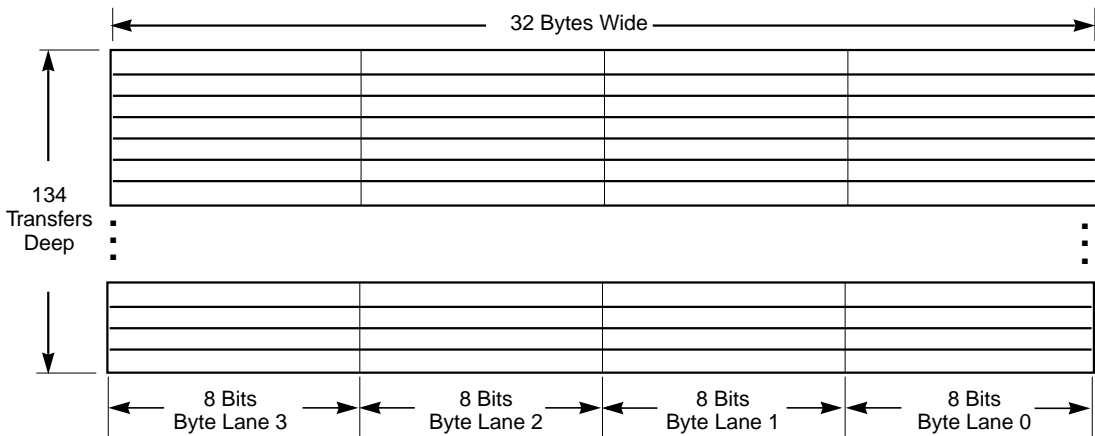 32 Bytes Wide
134
Transfers
Deep
8 Bits
Byte Lane 3
8 Bits
Byte Lane 2
8 Bits
Byte Lane 1
8 Bits
Byte Lane 0